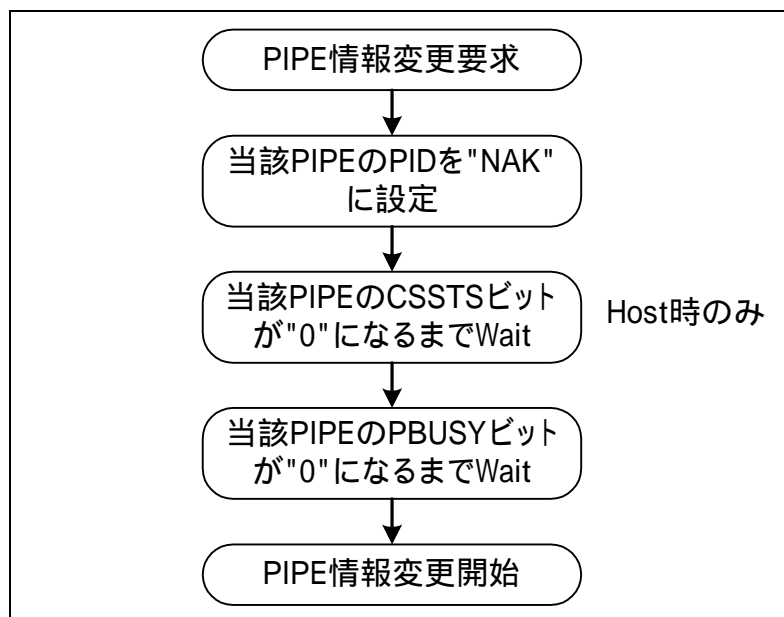 PIPE情報変更要求
当該PIPEのPIDを"NAK"
に設定
当該PIPEのCSSTSビット
が"0"になるまでWait
Host時のみ
当該PIPEのPBUSYビット
が"0"になるまでWait
PIPE情報変更開始